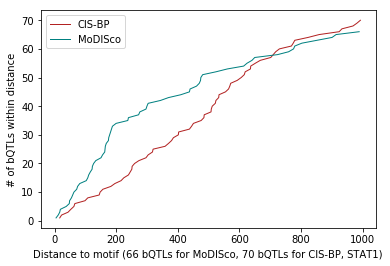 CIS-BP
MoDISco
# of bQTLs within distance
70
60
50
40
30
20
10
0
0 200 400 600 800 1000
Distance to motif (66 bQTLs for MoDISco, 70 bQTLs for CIS-BP, STAT1)